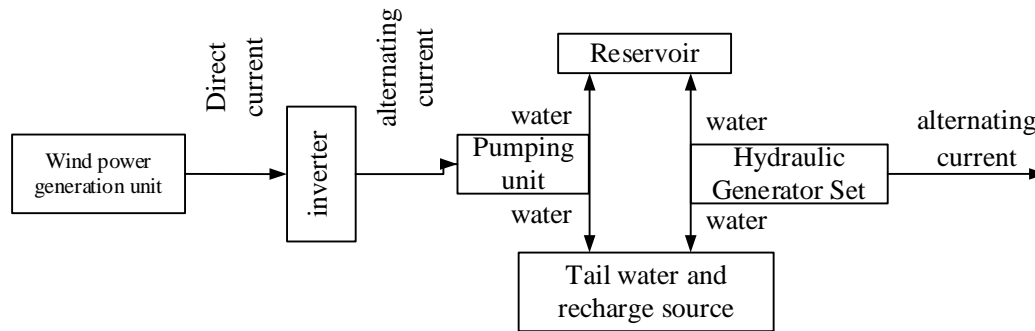 Wind power
generation unit
Direct
current
inverter
alternating
current
Pumping
unit
water
water
Reservoir
water
water
Hydraulic
Generator Set
Tail water and
recharge source
alternating
current